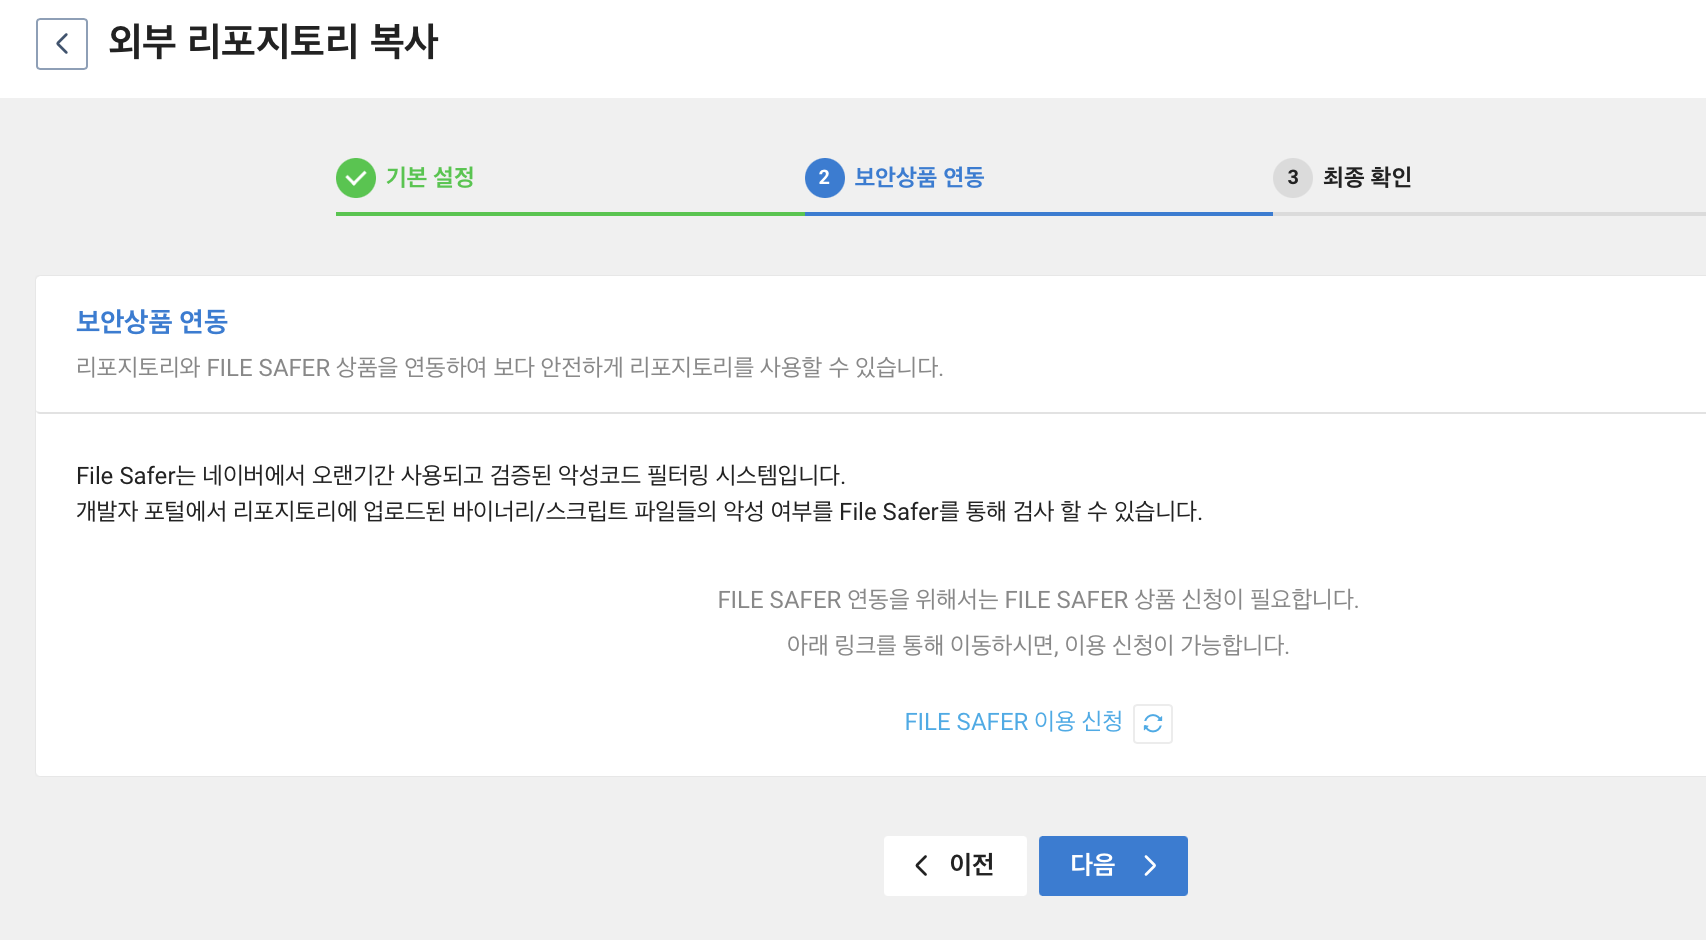 외부 리포지토리 복사
기본 설정
2 보안상품 연동
3 최종 확인
보안상품 연동
리포지토리와 FILE SAFER 상품을 연동하여 보다 안전하게 리포지토리를 사용할 수 있습니다.
File Safer는 네이버에서 오랜기간 사용되고 검증된 악성코드 필터링 시스템입니다.
개발자 포털에서 리포지토리에 업로드된 바이너리/스크립트 파일들의 악성 여부를 File Safer를 통해 검사 할 수 있습니다.
FILE SAFER 연동을 위해서는 FILE SAFER 상품 신청이 필요합니다.
아래 링크를 통해 이동하시면, 이용 신청이 가능합니다.
FILE SAFER 이용 신청
이전
다음